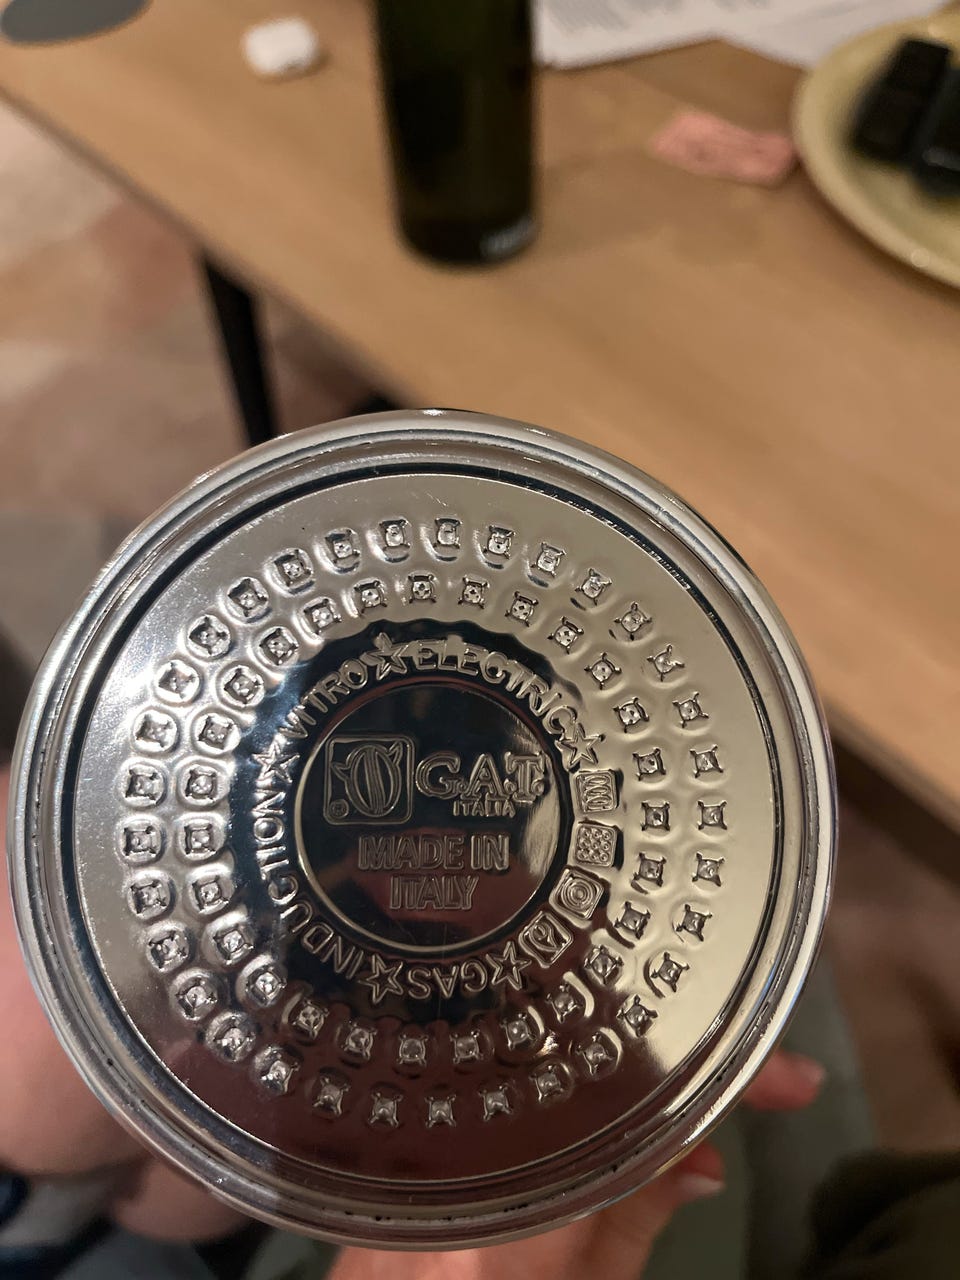 G.A.T.
ITALIA
MADE IN
ITALY
VITRO★ELECTRIC★
★GAS★INDUCTION★